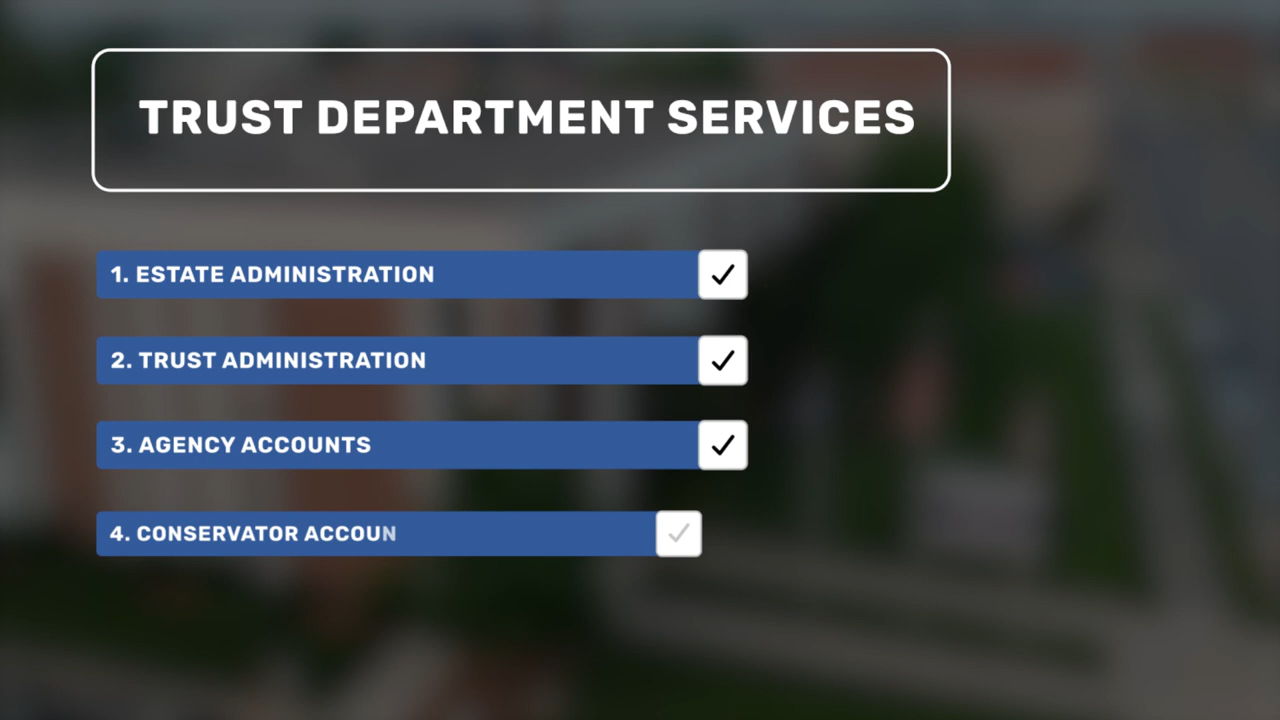 TRUST DEPARTMENT SERVICES
1. ESTATE ADMINISTRATION
2. TRUST ADMINISTRATION
3. AGENCY ACCOUNTS
4. CONSERVATOR ACCOUN